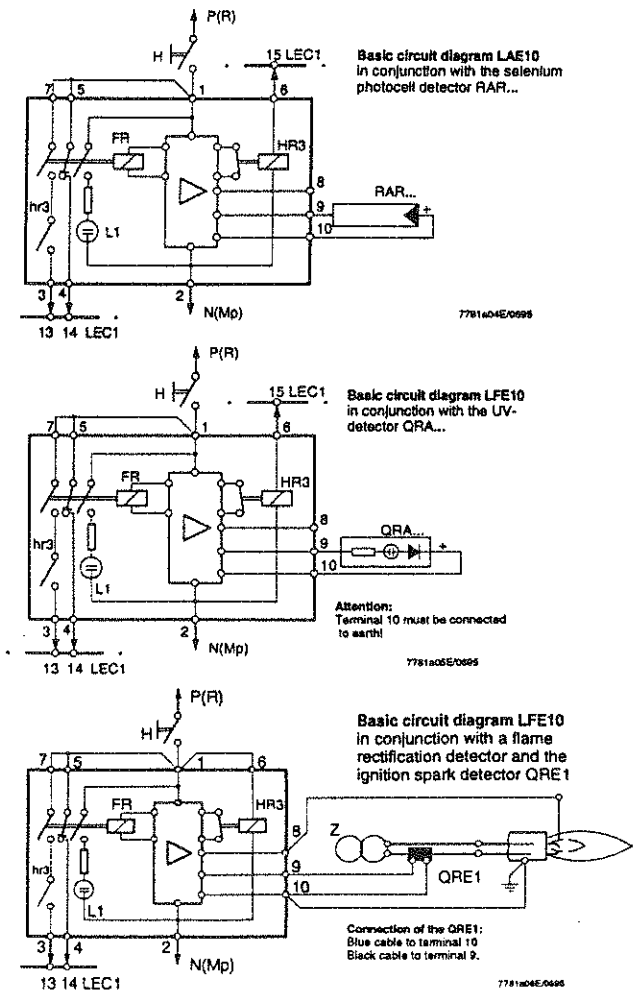 P(R)
H
15 LEC1
Basic circuit diagram LAE10
in conjunction with the selenium
photocell detector RAR...
7 5 1 6
FR
HR3
8
RAR...
9
+
10
hr3
L1
3 4 2
N(Mp)
13 14 LEC1
7781a04E/0695
P(R)
H
15 LEC1
Basic circuit diagram LFE10
in conjunction with the UV-
detector QRA...
7 5 1 6
FR
HR3
8
QRA...
9
+
10
hr3
L1
Attention:
Terminal 10 must be connected
to earth!
3 4 2
N(Mp)
13 14 LEC1
7781a05E/0695
P(R)
H
Basic circuit diagram LFE10
in conjunction with a flame
rectification detector and the
ignition spark detector QRE1
7 5 1 6
FR
HR3
8
Z
9
QRE1
10
hr3
L1
Connection of the QRE1:
Blue cable to terminal 10
Black cable to terminal 9.
3 4 2
N(Mp)
13 14 LEC1
7781a06E/0695